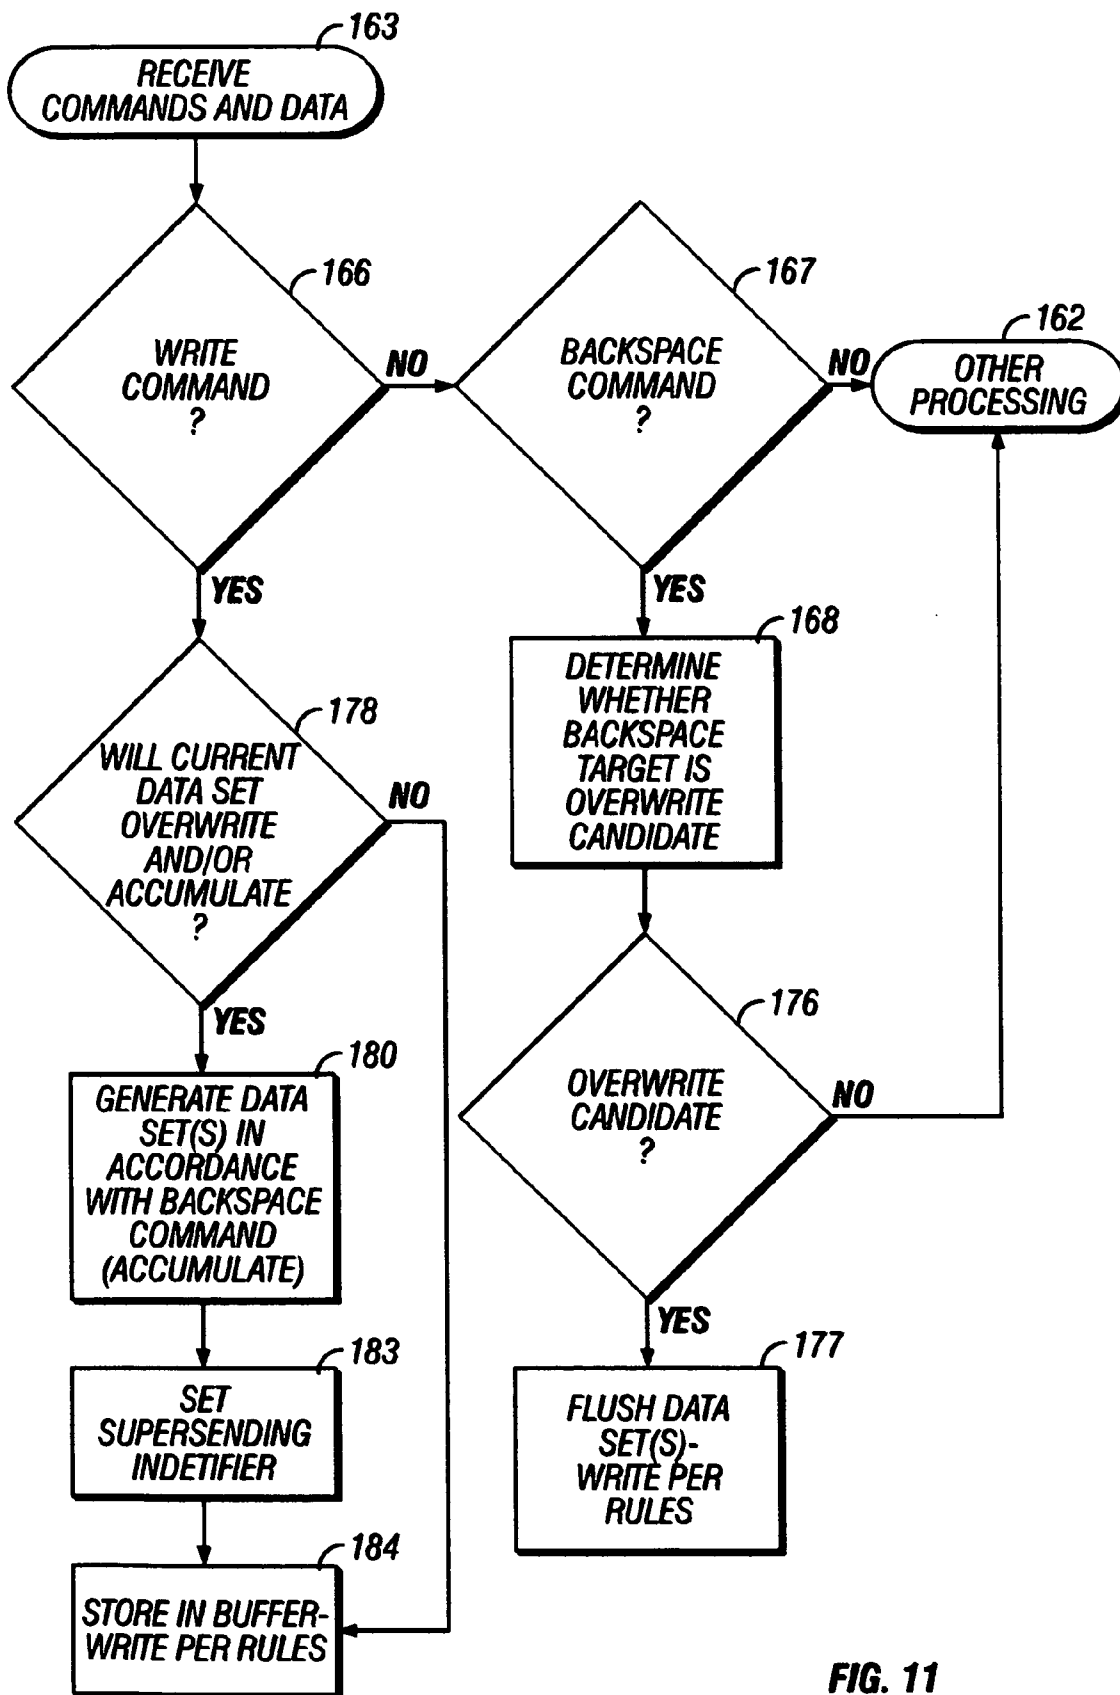 163
RECEIVE
COMMANDS AND DATA
166
WRITE
COMMAND
?
NO
YES
167
BACKSPACE
COMMAND
?
NO
YES
162
OTHER
PROCESSING
178
WILL CURRENT
DATA SET
OVERWRITE
AND/OR
ACCUMULATE
?
NO
YES
168
DETERMINE
WHETHER
BACKSPACE
TARGET IS
OVERWRITE
CANDIDATE
176
OVERWRITE
CANDIDATE
?
NO
YES
180
GENERATE DATA
SET(S) IN
ACCORDANCE
WITH BACKSPACE
COMMAND
(ACCUMULATE)
183
SET
SUPERSENDING
INDETIFIER
177
FLUSH DATA
SET(S)-
WRITE PER
RULES
184
STORE IN BUFFER-
WRITE PER RULES
FIG. 11